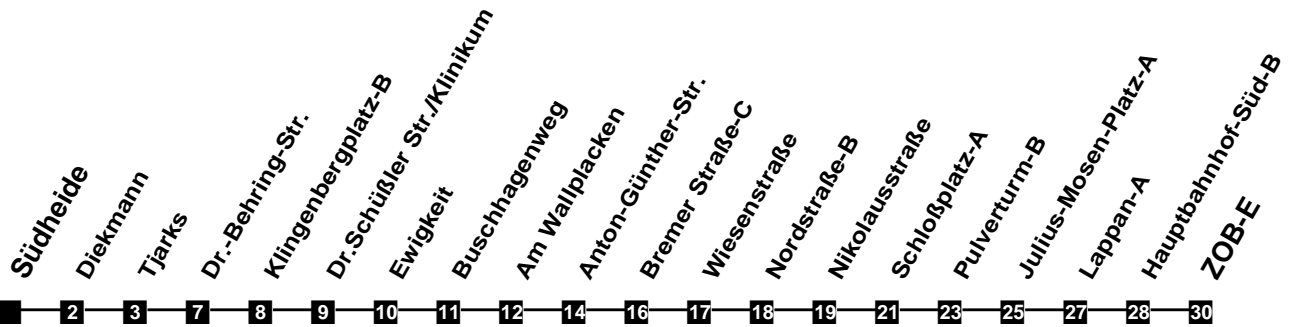 Südheide
Diekmann
Tjarks
Dr.-Behring-Str.
Klingenbergplatz-B
Dr.Schüßler Str./Klinikum
Ewigkeit
Buschhagenweg
Am Wallplacken
Anton-Günther-Str.
Bremer Straße-C
Wiesenstraße
Nordstraße-B
Nikolausstraße
Schloßplatz-A
Pulverturm-B
Julius-Mosen-Platz-A
Lappan-A
Hauptbahnhof-Süd-B
ZOB-E
2 3 7 8 9 10 11 12 14 16 17 18 19 21 23 25 27 28 30